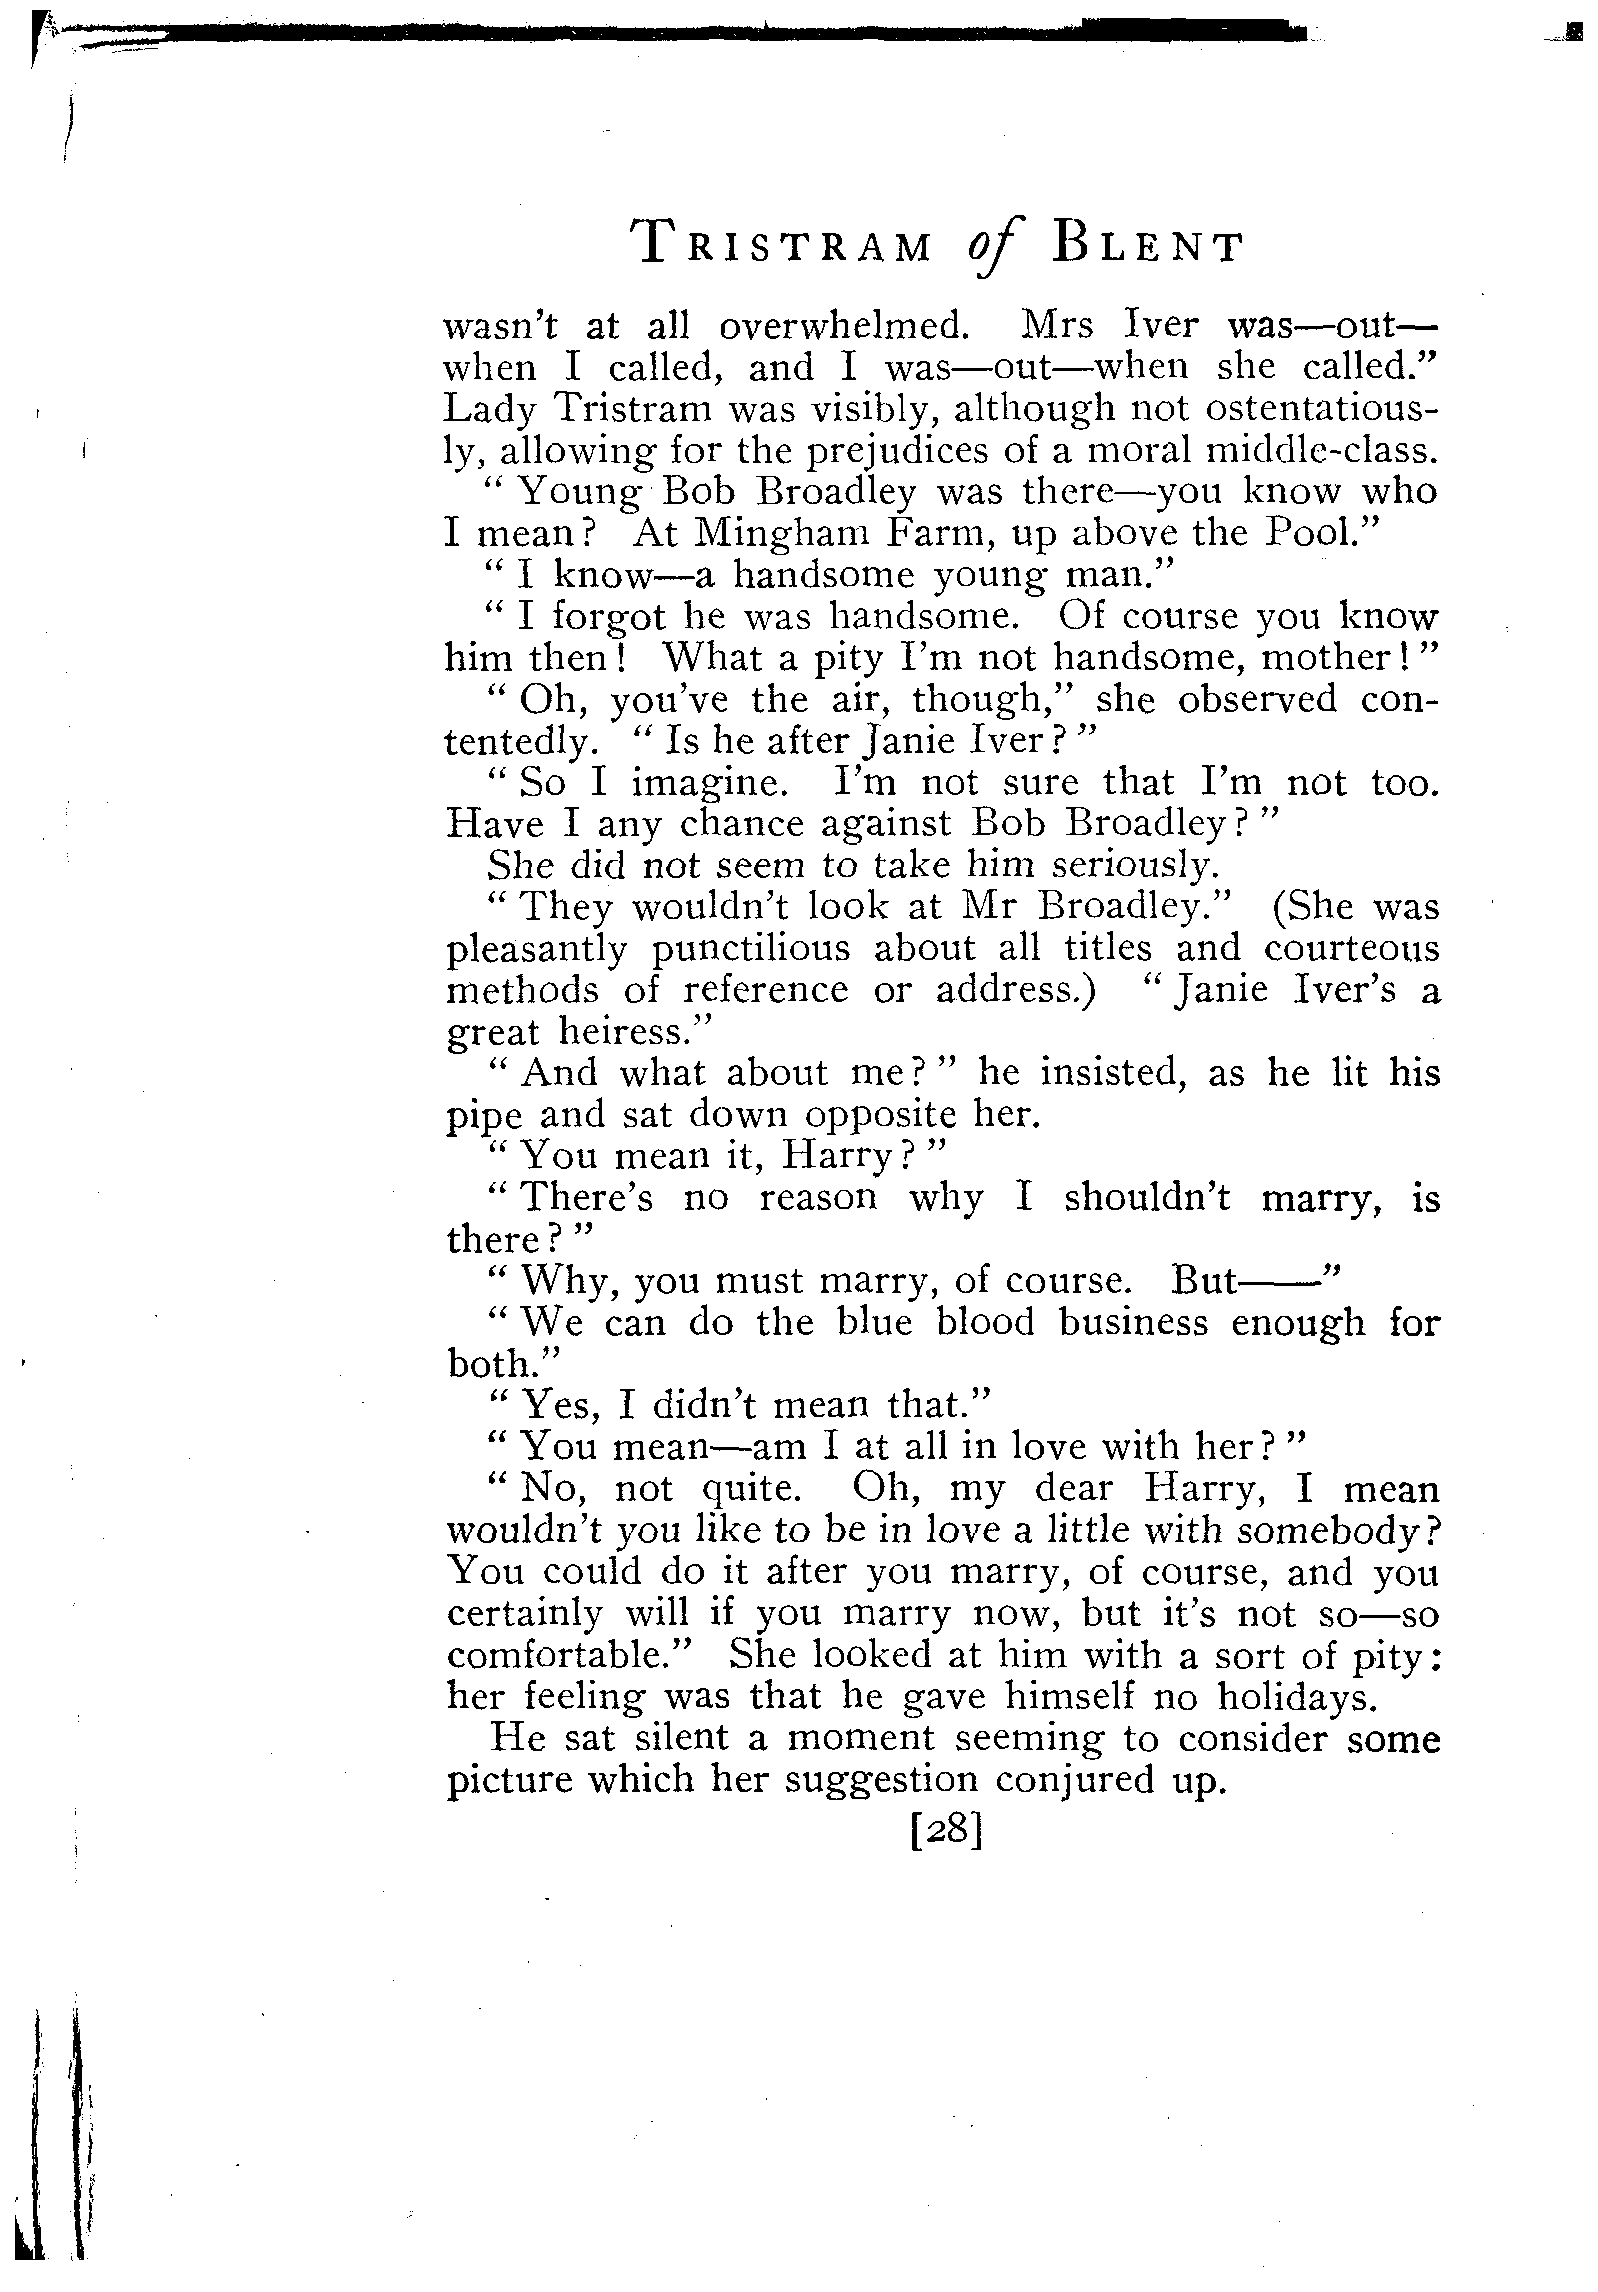 TRISTRAM of BLENT
wasn't at all overwhelmed. Mrs Iver was—out—
when I called, and I was—out—when she called."
Lady Tristram was visibly, although not ostentatious-
ly, allowing for the prejudices of a moral middle-class.
"Young Bob Broadley was there—you know who
I mean? At Mingham Farm, up above the Pool."
"I know—a handsome young man."
"I forgot he was handsome. Of course you know
him then! What a pity I'm not handsome, mother!"
"Oh, you've the air, though," she observed con-
tentedly. "Is he after Janie Iver?"
"So I imagine. I'm not sure that I'm not too.
Have I any chance against Bob Broadley?"
She did not seem to take him seriously.
"They wouldn't look at Mr Broadley." (She was
pleasantly punctilious about all titles and courteous
methods of reference or address.) "Janie Iver's a
great heiress."
"And what about me?" he insisted, as he lit his
pipe and sat down opposite her.
"You mean it, Harry?"
"There's no reason why I shouldn't marry, is
there?"
"Why, you must marry, of course. But——"
"We can do the blue blood business enough for
both."
"Yes, I didn't mean that."
"You mean—am I at all in love with her?"
"No, not quite. Oh, my dear Harry, I mean
wouldn't you like to be in love a little with somebody?
You could do it after you marry, of course, and you
certainly will if you marry now, but it's not so—so
comfortable." She looked at him with a sort of pity:
her feeling was that he gave himself no holidays.
He sat silent a moment seeming to consider some
picture which her suggestion conjured up.
[28]